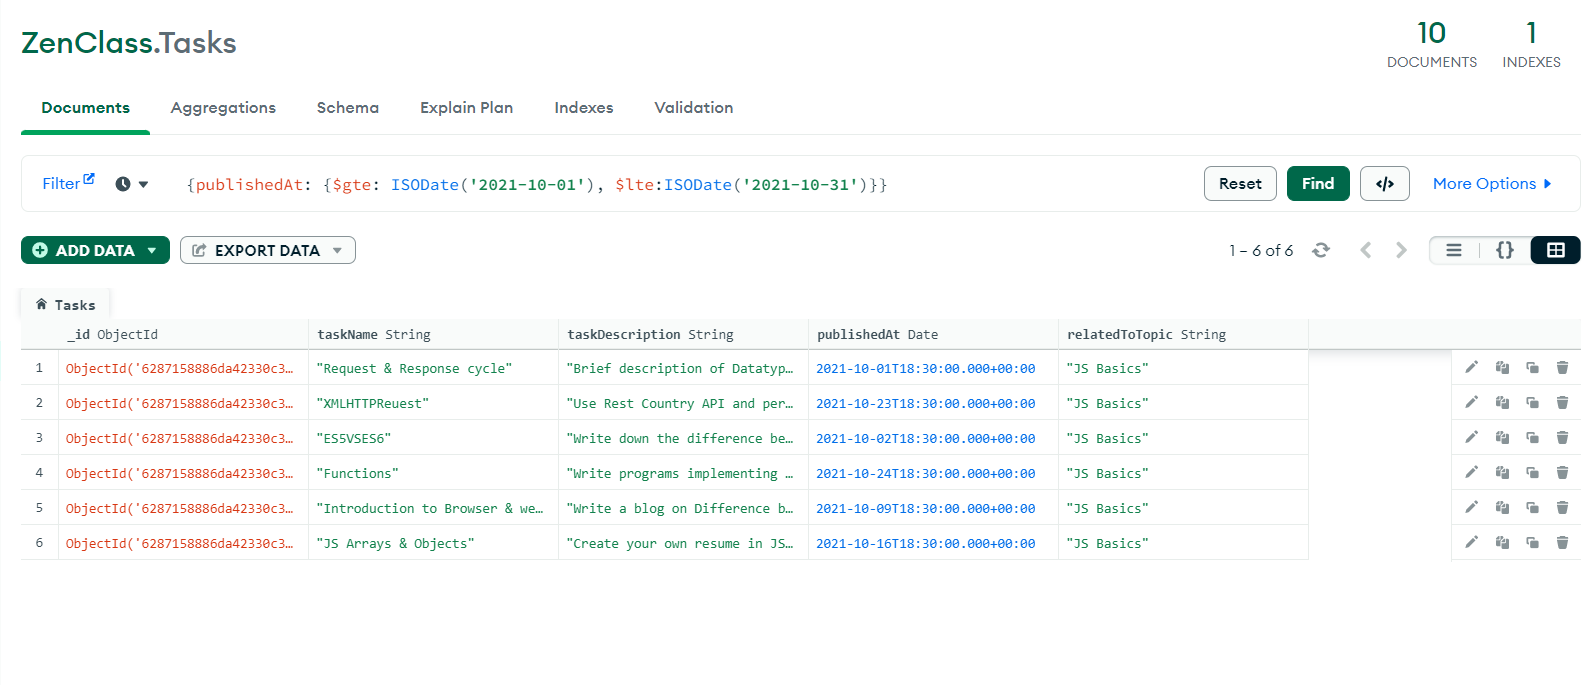 ZenClass.Tasks
10 1
DOCUMENTS INDEXES
Documents Aggregations Schema Explain Plan Indexes Validation
Filter {publishedAt: {$gte: ISODate('2021-10-01'), $lte:ISODate('2021-10-31')}} Reset Find </> More Options
ADD DATA EXPORT DATA 1 – 6 of 6 {}
Tasks
_id ObjectId taskName String taskDescription String publishedAt Date relatedToTopic String
1 ObjectId('6287158886da42330c3… "Request & Response cycle" "Brief description of Datatyp… 2021-10-01T18:30:00.000+00:00 "JS Basics"
2 ObjectId('6287158886da42330c3… "XMLHTTPReuest" "Use Rest Country API and per… 2021-10-23T18:30:00.000+00:00 "JS Basics"
3 ObjectId('6287158886da42330c3… "ES5VSES6" "Write down the difference be… 2021-10-02T18:30:00.000+00:00 "JS Basics"
4 ObjectId('6287158886da42330c3… "Functions" "Write programs implementing … 2021-10-24T18:30:00.000+00:00 "JS Basics"
5 ObjectId('6287158886da42330c3… "Introduction to Browser & we… "Write a blog on Difference b… 2021-10-09T18:30:00.000+00:00 "JS Basics"
6 ObjectId('6287158886da42330c3… "JS Arrays & Objects" "Create your own resume in JS… 2021-10-16T18:30:00.000+00:00 "JS Basics"